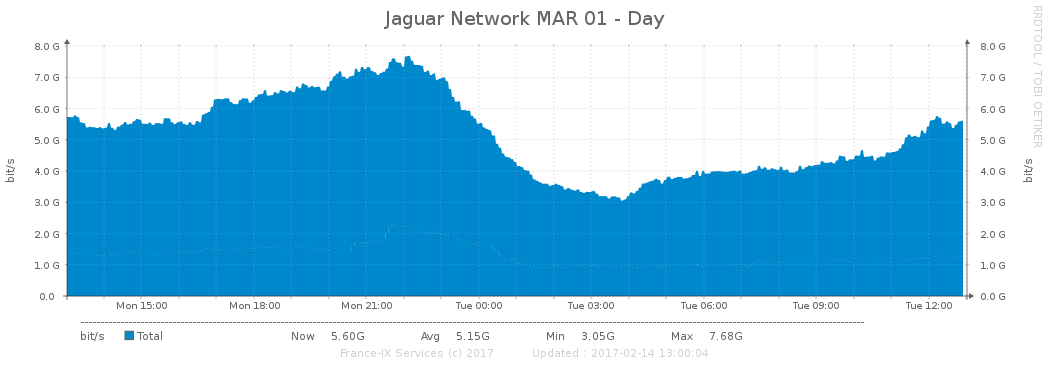 Jaguar Network MAR 01 - Day
RRDTOOL / TOBI OETIKER
bit/s
8.0 G 8.0 G
7.0 G 7.0 G
6.0 G 6.0 G
5.0 G 5.0 G
4.0 G 4.0 G
3.0 G 3.0 G
2.0 G 2.0 G
1.0 G 1.0 G
0.0 0.0 G
bit/s
Mon 15:00 Mon 18:00 Mon 21:00 Tue 00:00 Tue 03:00 Tue 06:00 Tue 09:00 Tue 12:00
bit/s Total Now 5.60G Avg 5.15G Min 3.05G Max 7.68G
France-IX Services (c) 2017 Updated : 2017-02-14 13:00:04